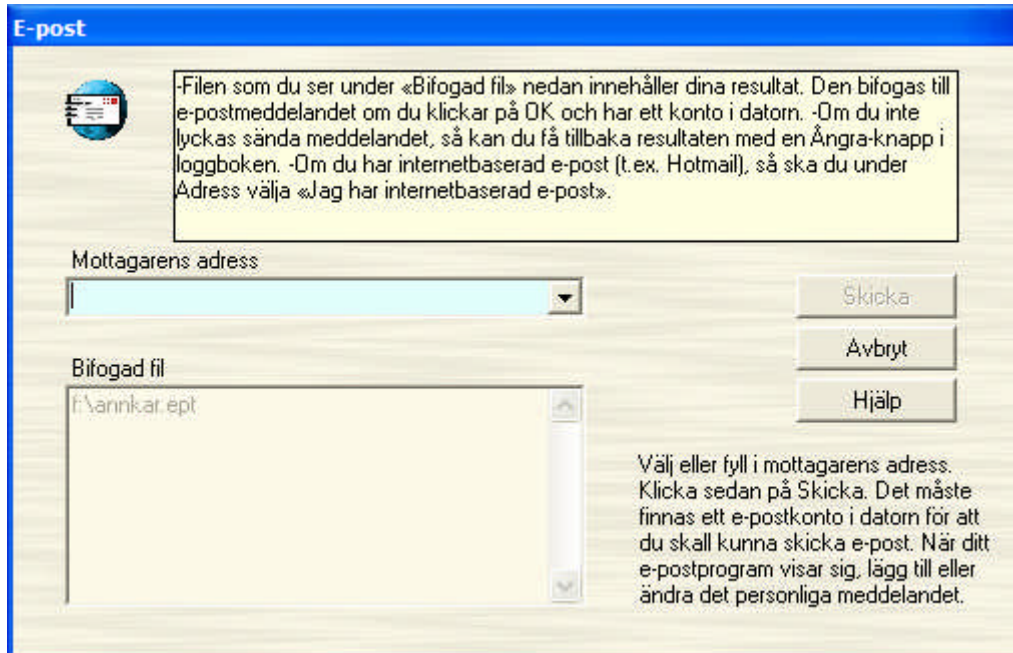 E-post
-Filen som du ser under «Bifogad fil» nedan innehåller dina resultat. Den bifogas till
e-postmeddelandet om du klickar på OK och har ett konto i datorn. -Om du inte
lyckas sända meddelandet, så kan du få tillbaka resultaten med en Ångra-knapp i
loggboken. -Om du har internetbaserad e-post (t.ex. Hotmail), så ska du under
Adress välja «Jag har internetbaserad e-post».
Mottagarens adress
Skicka
Avbryt
Hjälp
Bifogad fil
f:\annkar.ept
Välj eller fyll i mottagarens adress.
Klicka sedan på Skicka. Det måste
finnas ett e-postkonto i datorn för att
du skall kunna skicka e-post. När ditt
e-postprogram visar sig, lägg till eller
ändra det personliga meddelandet.